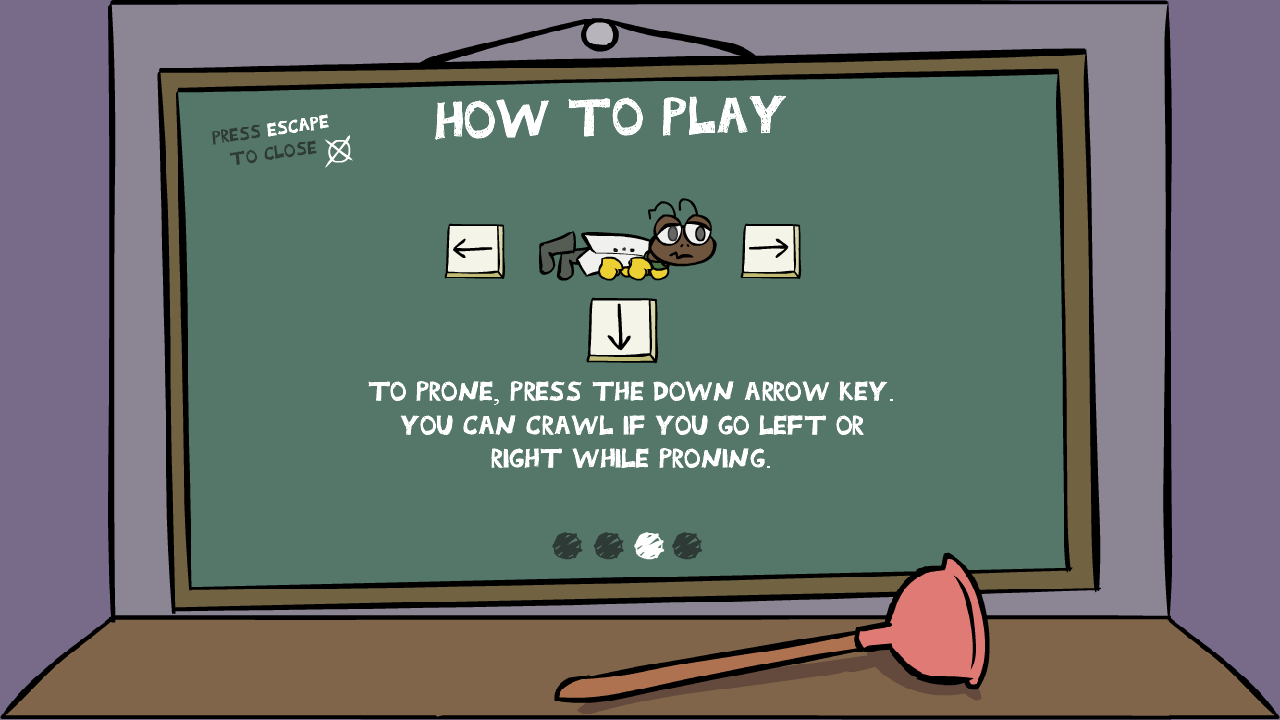 HOW TO PLAY
PRESS ESCAPE
TO CLOSE
TO PRONE, PRESS THE DOWN ARROW KEY.
YOU CAN CRAWL IF YOU GO LEFT OR
RIGHT WHILE PRONING.